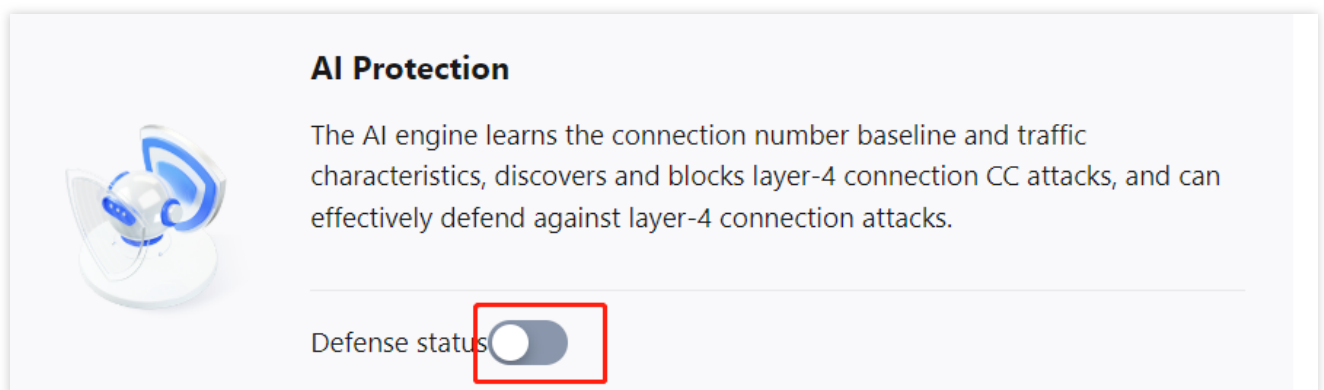 AI Protection
The AI engine learns the connection number baseline and traffic
characteristics, discovers and blocks layer-4 connection CC attacks, and can
effectively defend against layer-4 connection attacks.
Defense status